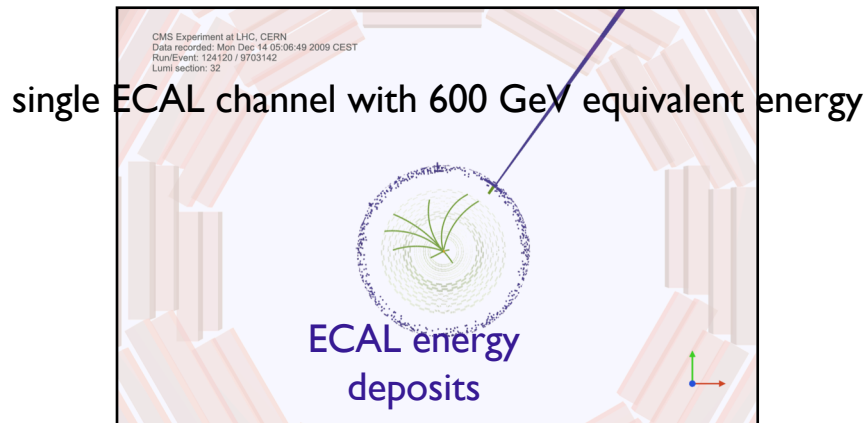 CMS Experiment at LHC, CERN
Data recorded: Mon Dec 14 05:06:49 2009 CEST
Run/Event: 124120 / 9703142
Lumi section: 32
single ECAL channel with 600 GeV equivalent energy
ECAL energy
deposits